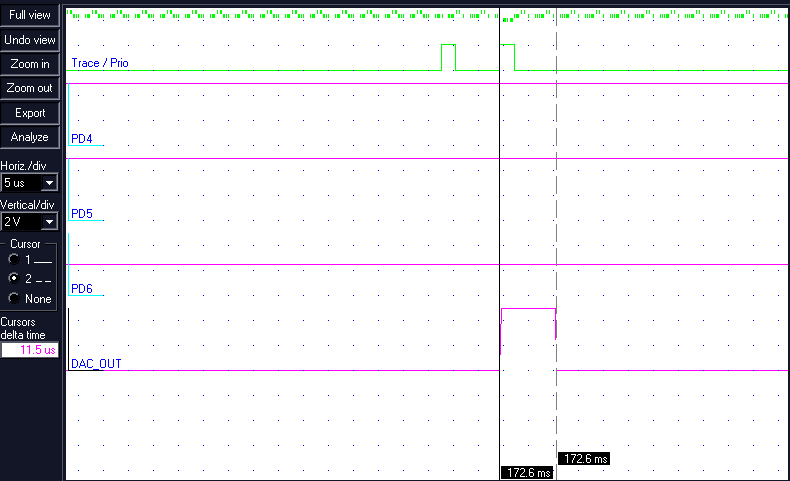 Full view
Undo view
Zoom in
Zoom out
Export
Analyze
Horiz./div
5 us
Vertical/div
2 V
Cursor
1 __
2 _ _
None
Cursors
delta time
11.5 us
Trace / Prio
PD4
PD5
PD6
DAC_OUT
172.6 ms
172.6 ms